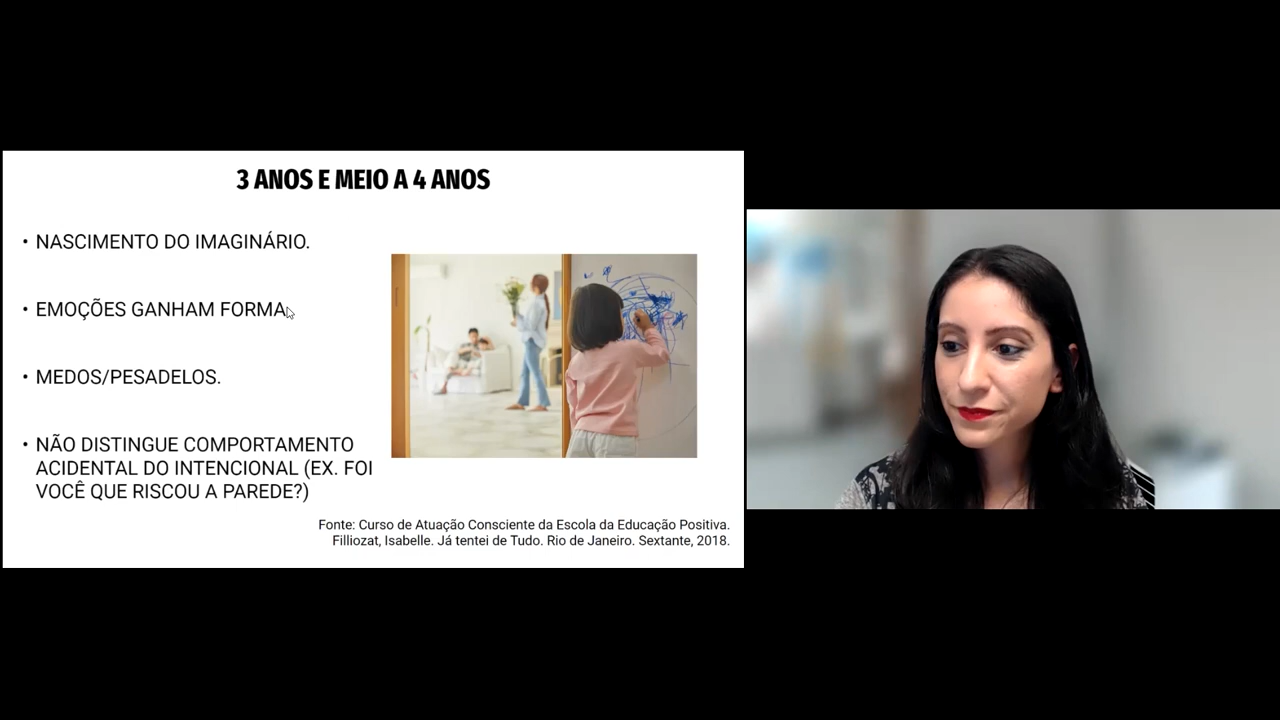 3 ANOS E MEIO A 4 ANOS
• NASCIMENTO DO IMAGINÁRIO.
• EMOÇÕES GANHAM FORMA.
• MEDOS/PESADELOS.
• NÃO DISTINGUE COMPORTAMENTO
ACIDENTAL DO INTENCIONAL (EX. FOI
VOCÊ QUE RISCOU A PAREDE?)
Fonte: Curso de Atuação Consciente da Escola da Educação Positiva.
Filliozat, Isabelle. Já tentei de Tudo. Rio de Janeiro. Sextante, 2018.